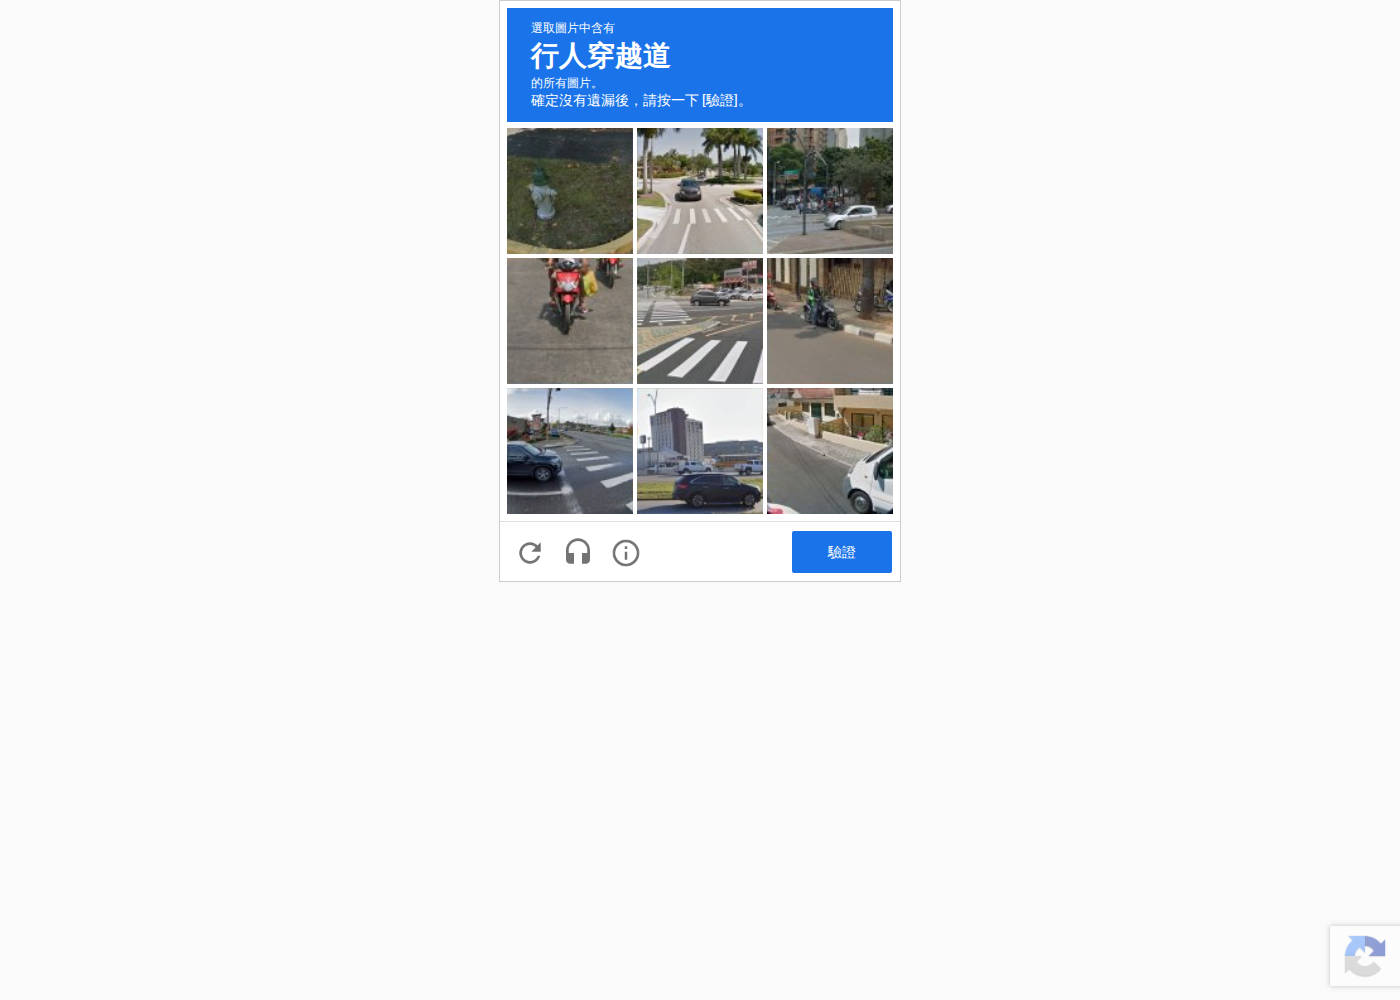 選取圖片中含有
行人穿越道
的所有圖片。
確定沒有遺漏後，請按一下 [驗證]。
驗證